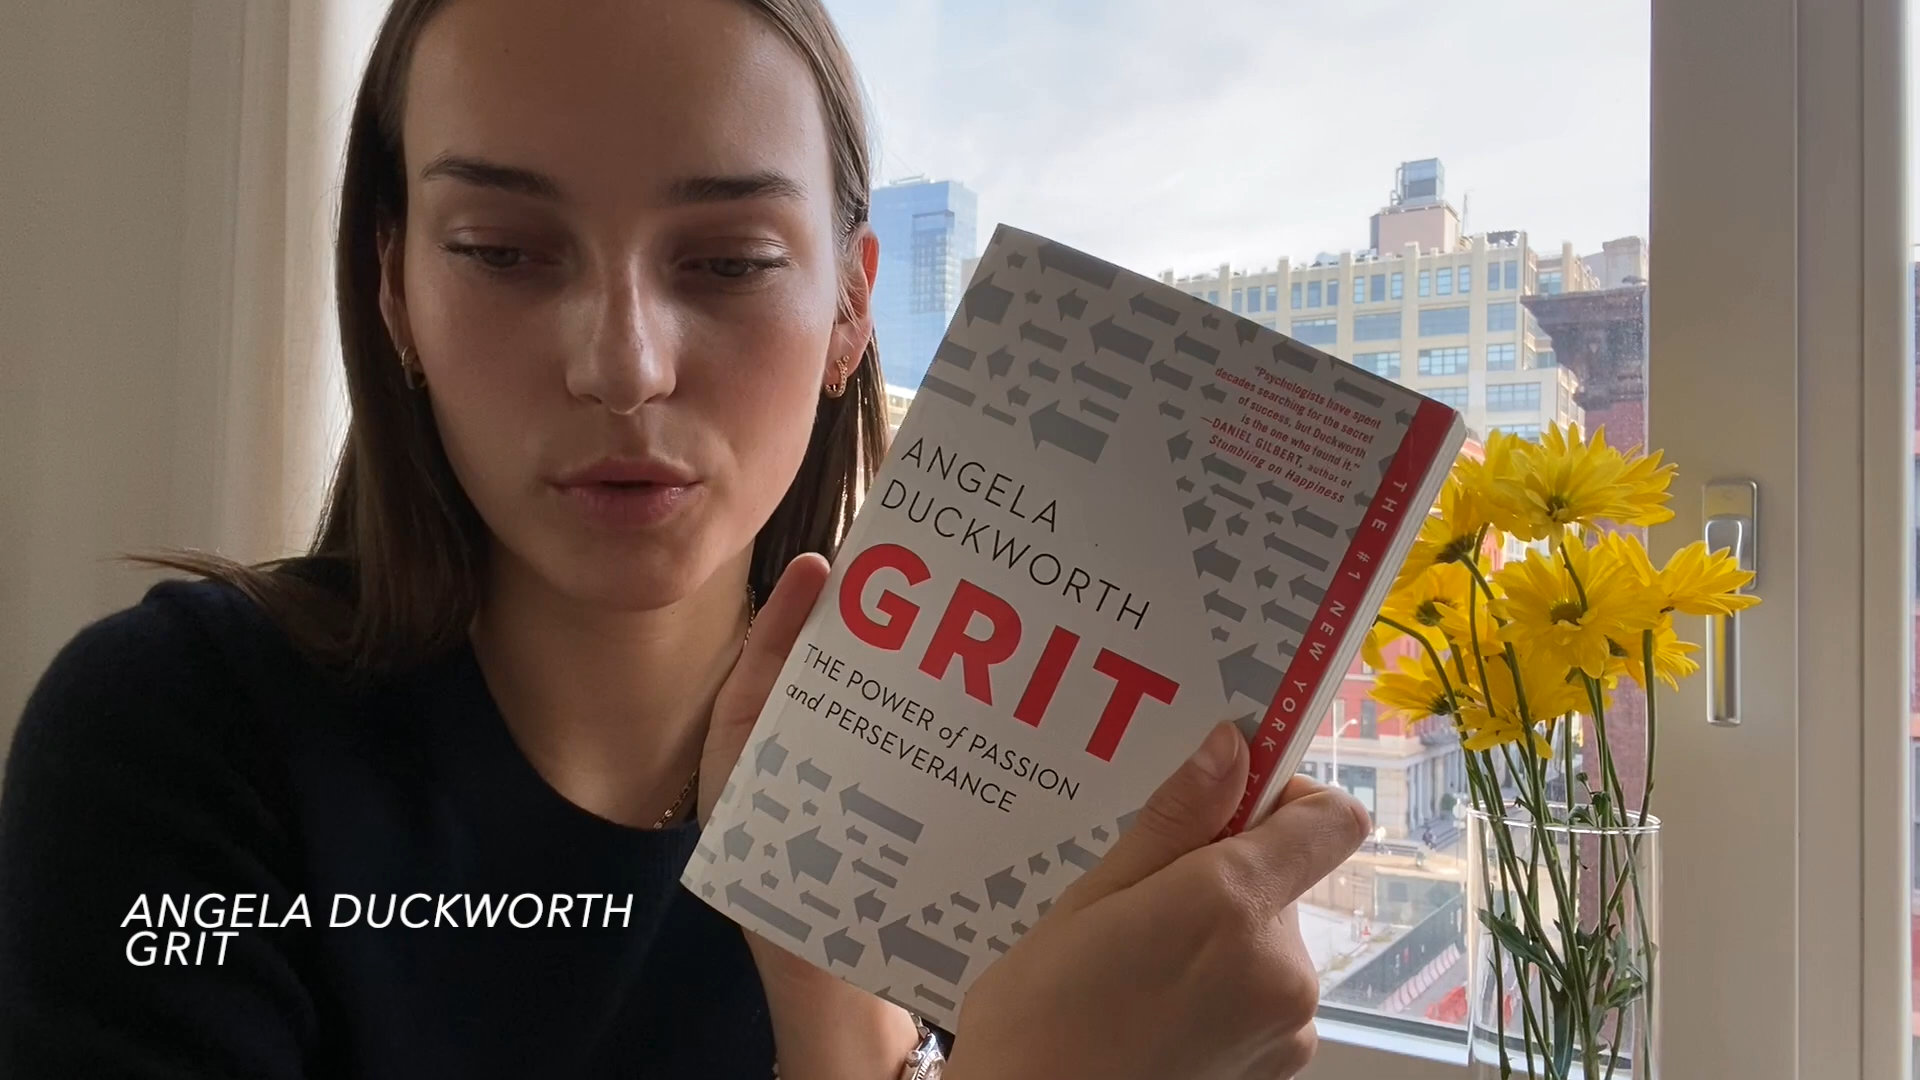 "Psychologists have spent
decades searching for the secret
of success, but Duckworth
is the one who found it."
—DANIEL GILBERT, author of
Stumbling on Happiness
ANGELA
DUCKWORTH
GRIT
THE POWER of PASSION
and PERSEVERANCE
THE #1 NEW YORK
ANGELA DUCKWORTH
GRIT